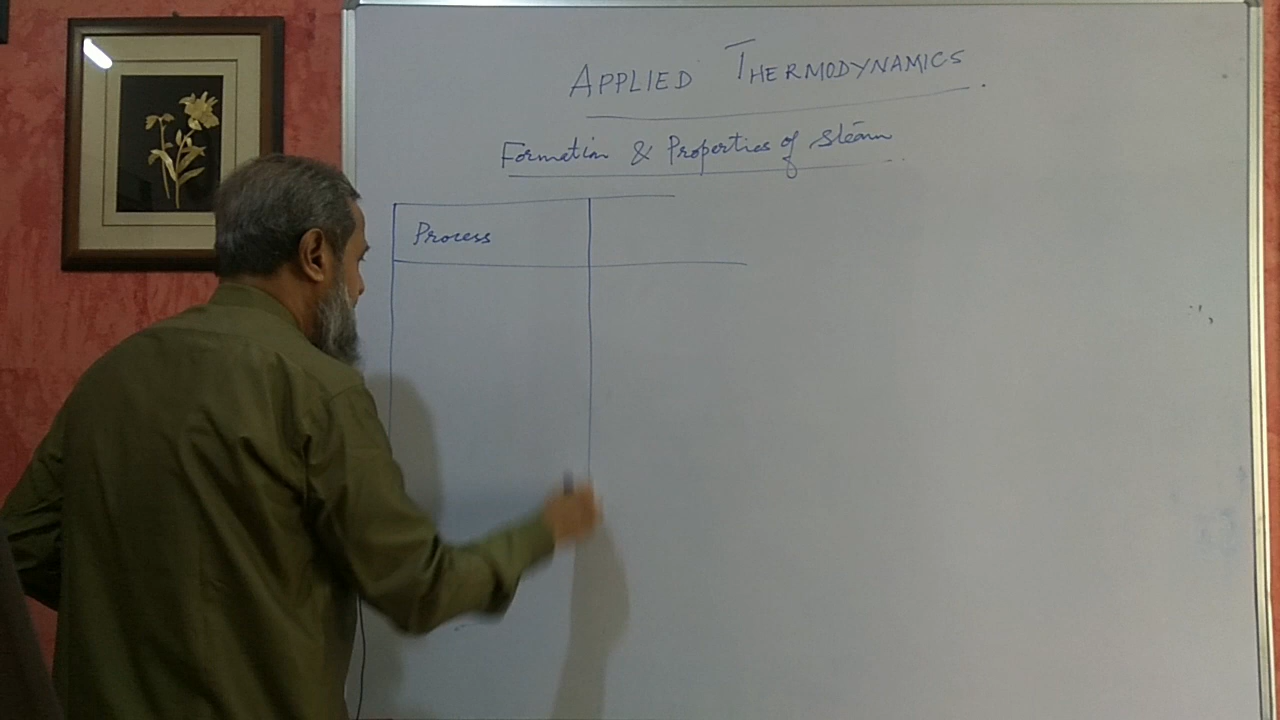 APPLIED THERMODYNAMICS.
Formation & Properties of steam
Process